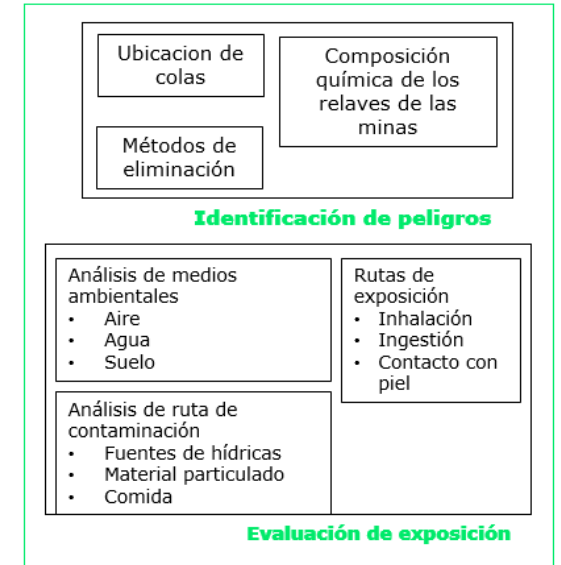 Ubicacion de
colas
Composición
química de los
relaves de las
minas
Métodos de
eliminación
Identificación de peligros
Análisis de medios
ambientales
• Aire
• Agua
• Suelo
Rutas de
exposición
• Inhalación
• Ingestión
• Contacto con
piel
Análisis de ruta de
contaminación
• Fuentes de hídricas
• Material particulado
• Comida
Evaluación de exposición